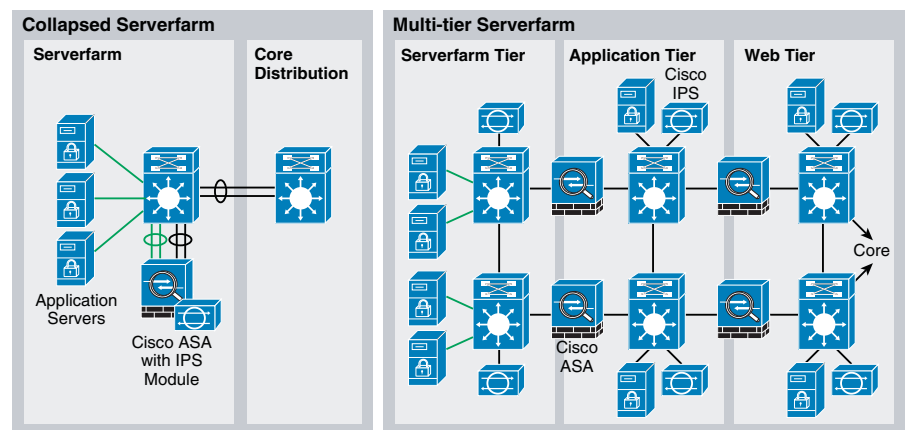 Collapsed Serverfarm
Serverfarm
Core
Distribution
Application
Servers
Cisco ASA
with IPS
Module
Multi-tier Serverfarm
Serverfarm Tier
Application Tier
Web Tier
Cisco
IPS
Core
Cisco
ASA